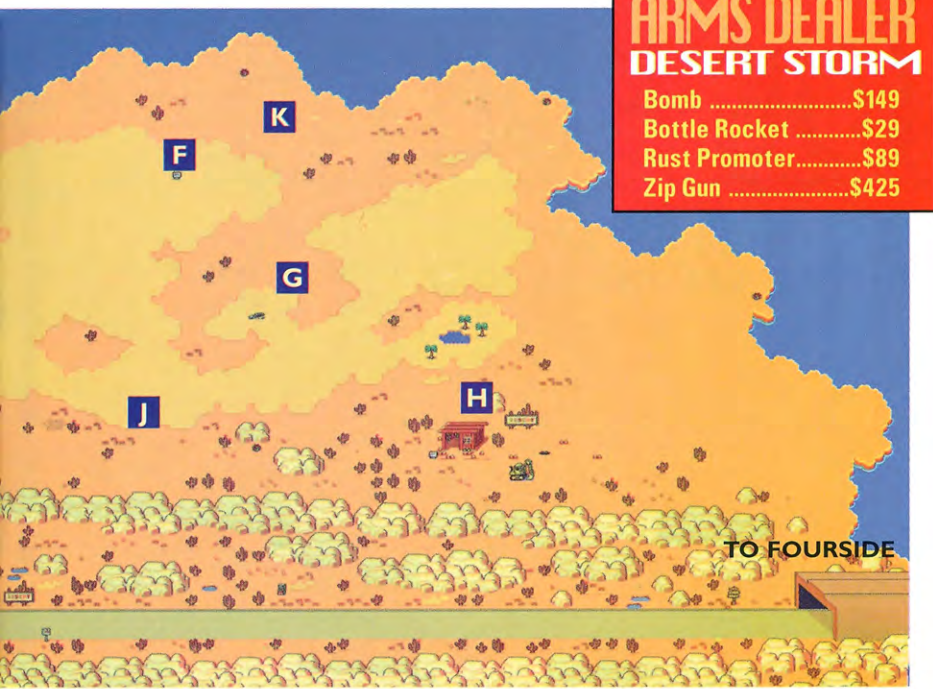 ARMS DEALER
DESERT STORM
Bomb ..........................$149
Bottle Rocket ............$29
Rust Promoter............$89
Zip Gun ......................$425
K
F
G
H
J
TO FOURSIDE